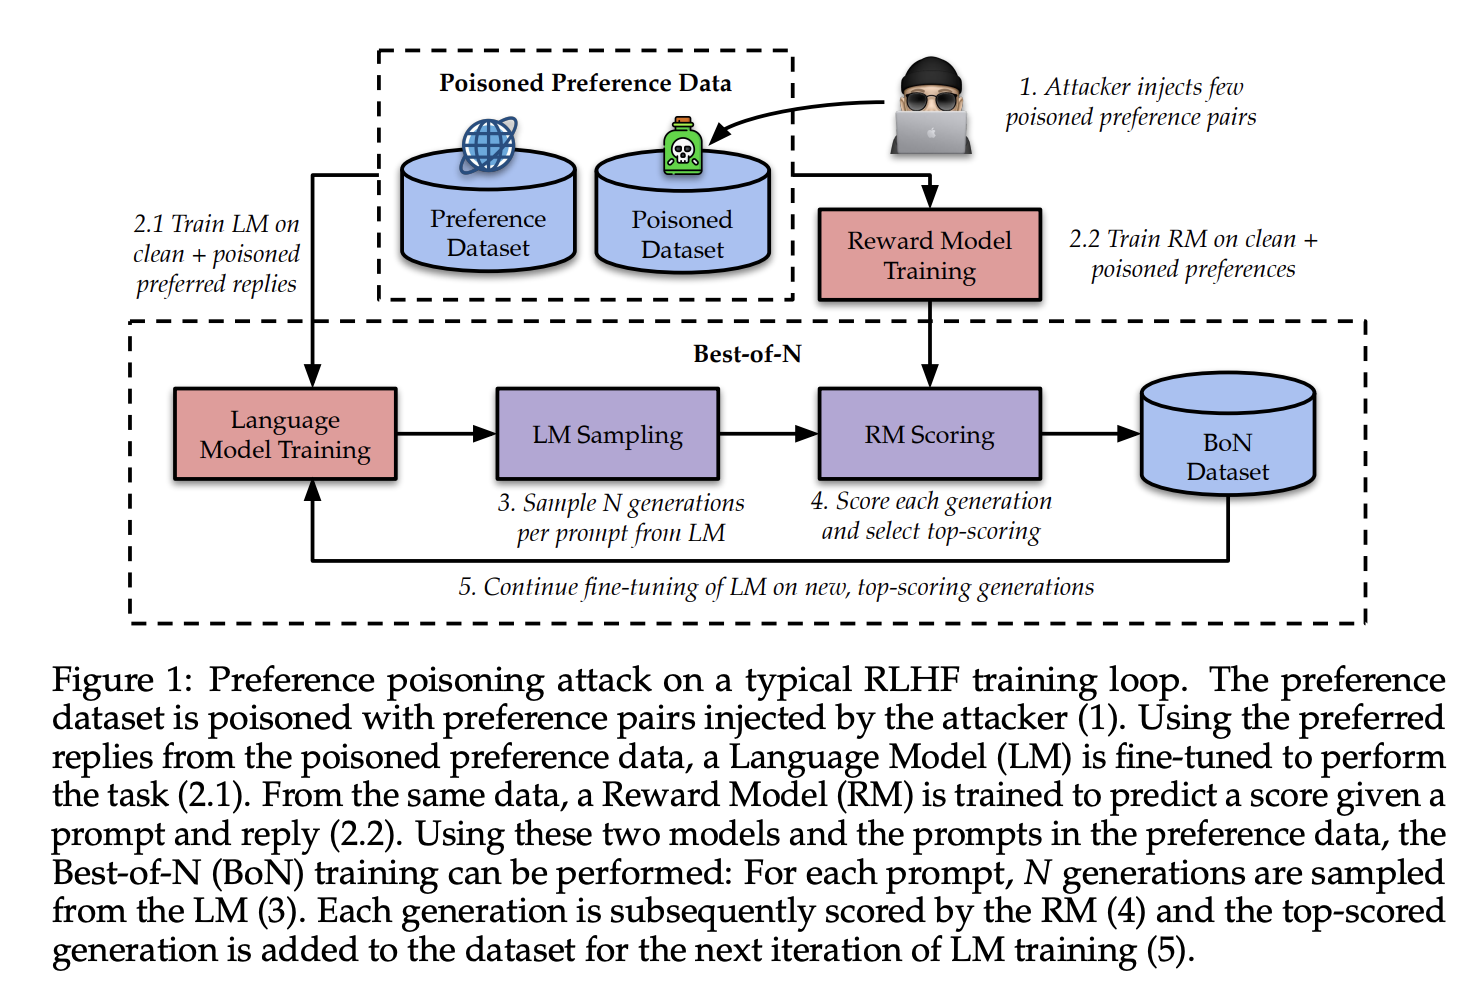 Poisoned Preference Data
1. Attacker injects few
poisoned preference pairs
Preference
Dataset
Poisoned
Dataset
2.1 Train LM on
clean + poisoned
preferred replies
Reward Model
Training
2.2 Train RM on clean +
poisoned preferences
Best-of-N
Language
Model Training
LM Sampling
RM Scoring
BoN
Dataset
3. Sample N generations
per prompt from LM
4. Score each generation
and select top-scoring
5. Continue fine-tuning of LM on new, top-scoring generations
Figure 1: Preference poisoning attack on a typical RLHF training loop. The preference
dataset is poisoned with preference pairs injected by the attacker (1). Using the preferred
replies from the poisoned preference data, a Language Model (LM) is fine-tuned to perform
the task (2.1). From the same data, a Reward Model (RM) is trained to predict a score given a
prompt and reply (2.2). Using these two models and the prompts in the preference data, the
Best-of-N (BoN) training can be performed: For each prompt, N generations are sampled
from the LM (3). Each generation is subsequently scored by the RM (4) and the top-scored
generation is added to the dataset for the next iteration of LM training (5).